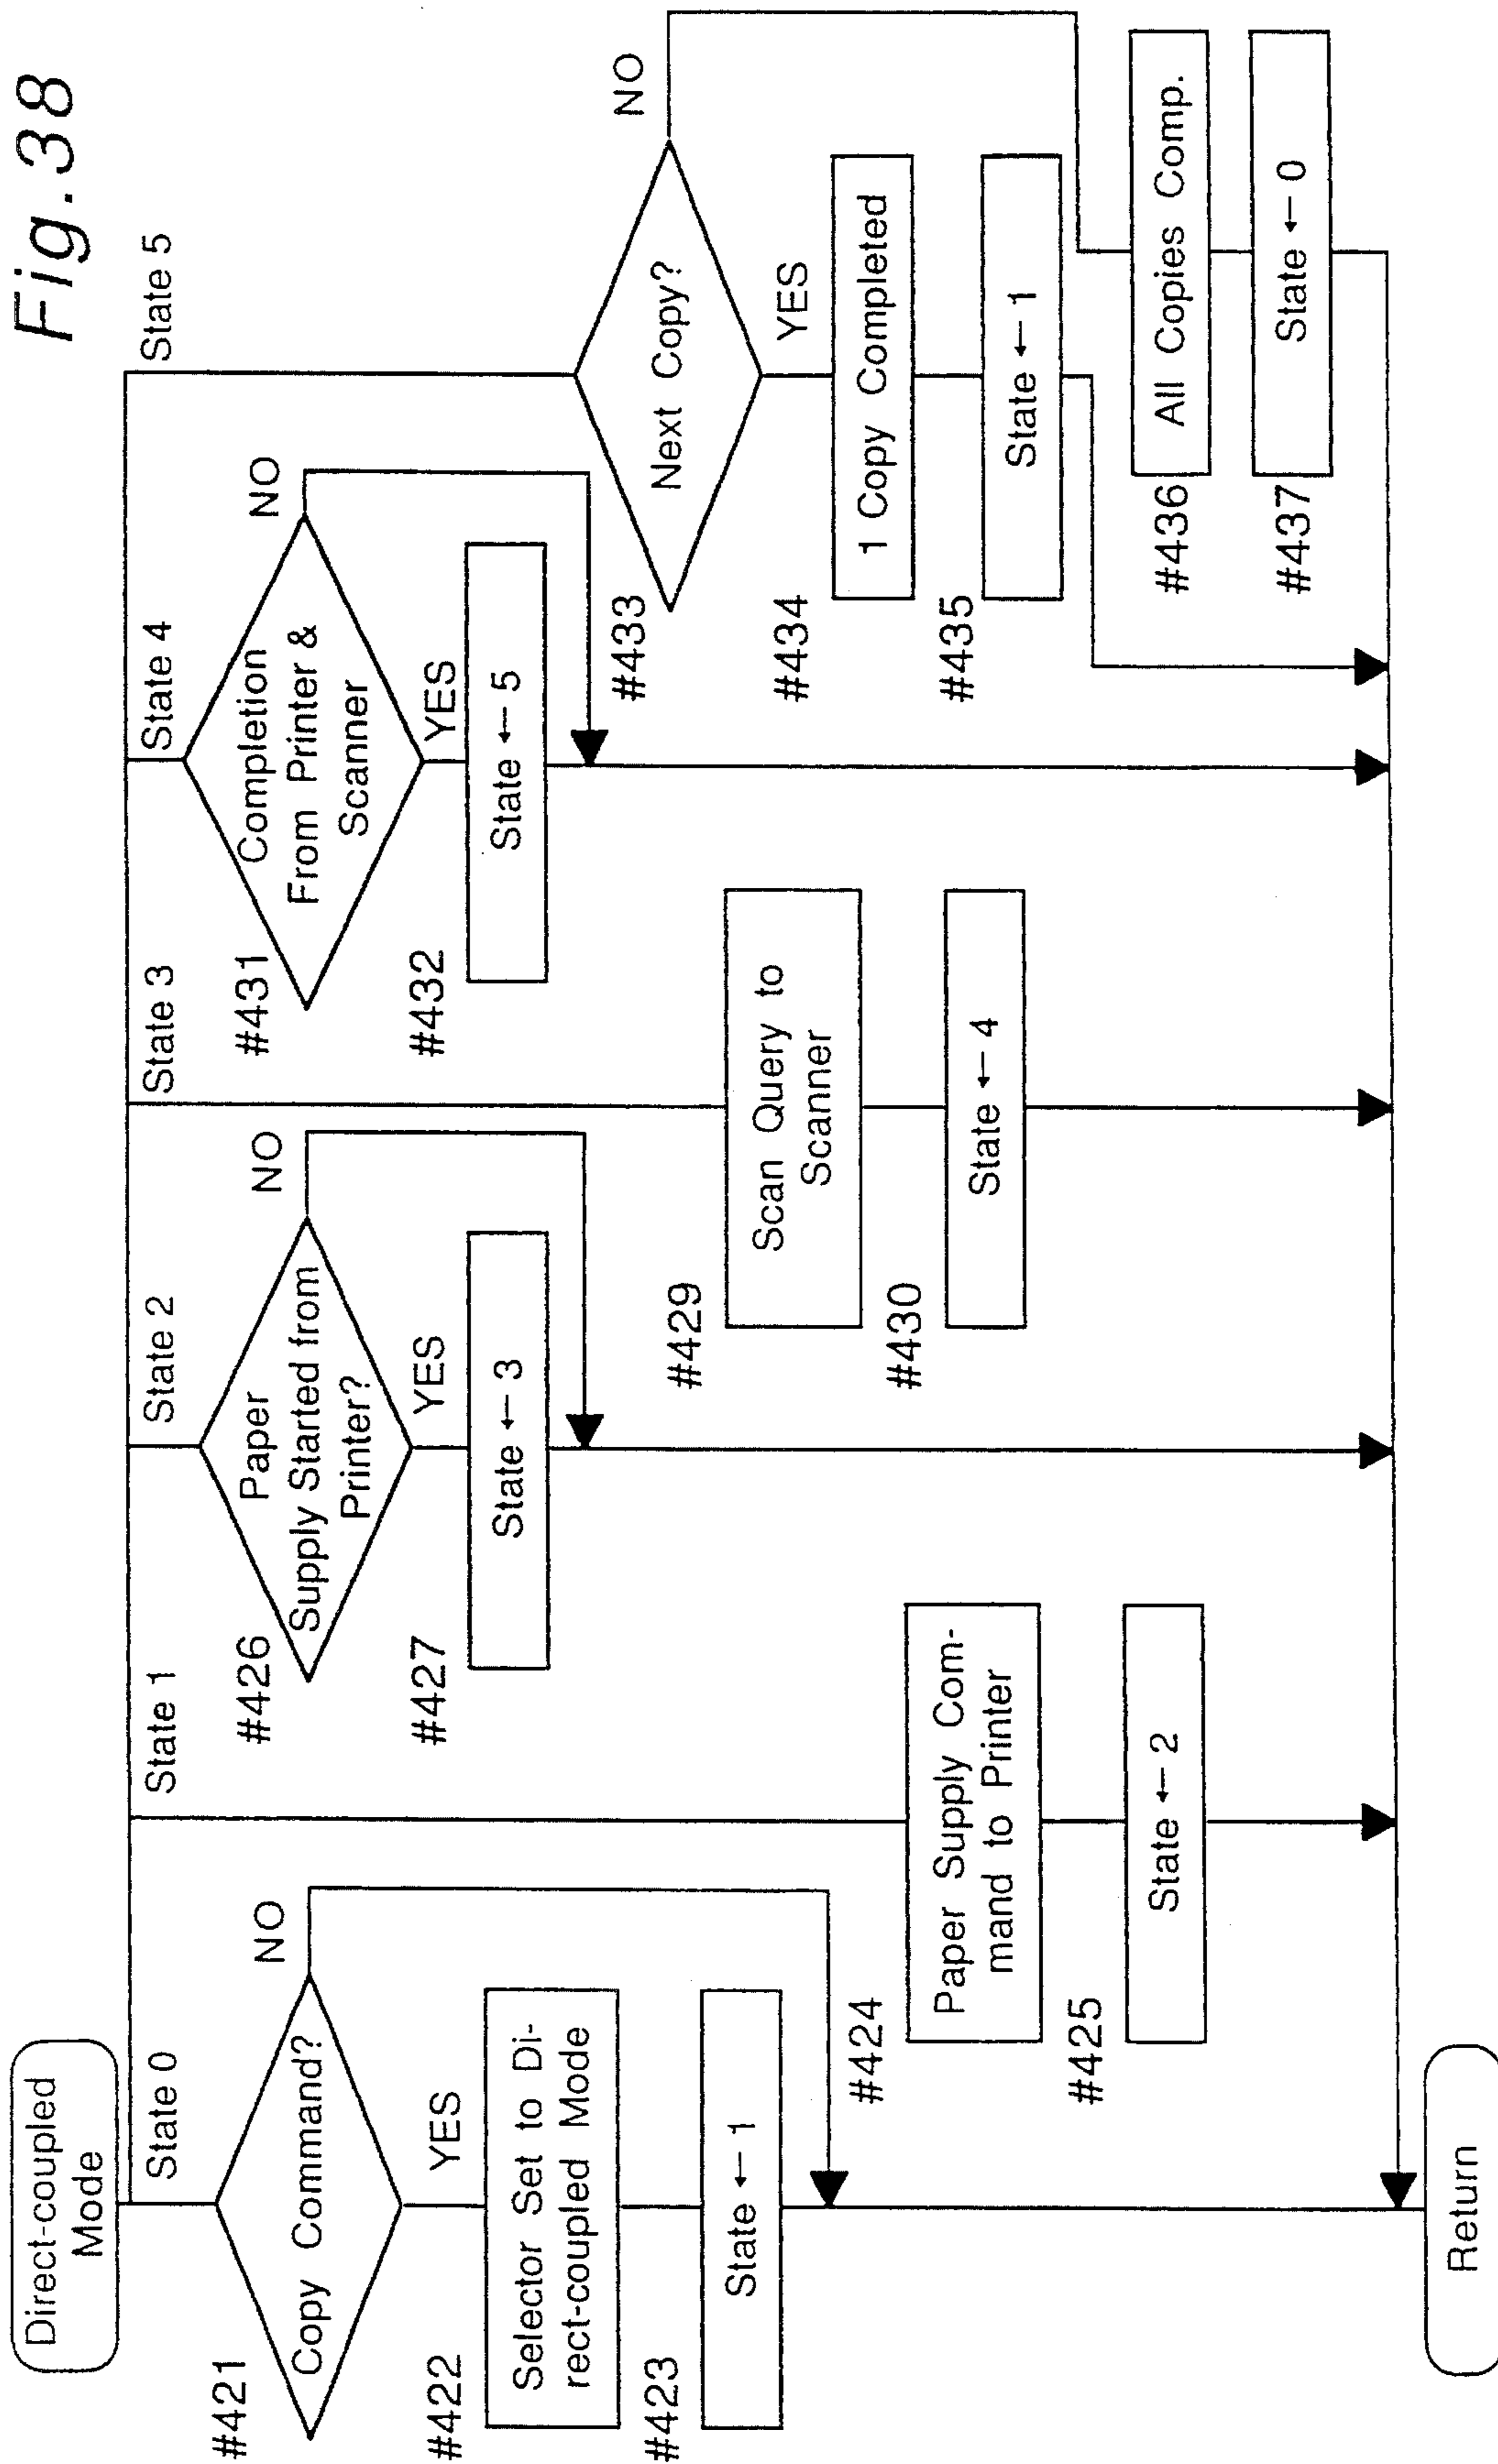 Fig.38
Direct-coupled
Mode
State 0
#421
Copy Command?
NO
YES
#422
Selector Set to Di-
rect-coupled Mode
#423
State ← 1
State 1
#424
Paper Supply Com-
mand to Printer
#425
State ← 2
State 2
#426
Paper
Supply Started from
Printer?
NO
YES
#427
State ← 3
State 3
#429
Scan Query to
Scanner
#430
State ← 4
State 4
#431
Completion
From Printer &
Scanner
NO
YES
#432
State ← 5
State 5
#433
Next Copy?
NO
YES
#434
1 Copy Completed
#435
State ← 1
#436
All Copies Comp.
#437
State ← 0
Return